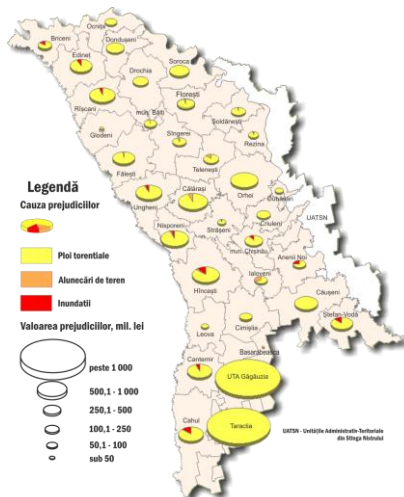 Ocnița
Briceni
Dondușeni
Edineț
Soroca
Drochia
Rîșcani
Florești
mun. Bălți
Șoldănești
Glodeni
Sîngerei
Rezina
Fălești
Telenești
Călărași
Orhei
Ungheni
Dubăsari
Strășeni
Criuleni
UATSN
Nisporeni
mun. Chișinău
Anenii Noi
Ialoveni
Hîncești
Căușeni
Ștefan-Vodă
Leova
Cimișlia
Basarabeasca
Cantemir
UTA Găgăuzia
Cahul
Taraclia
Legendă
Cauza prejudiciilor
Ploi torentiale
Alunecări de teren
Inundatii
Valoarea prejudiciilor, mil. lei
peste 1 000
500,1 - 1 000
250,1 - 500
100,1 - 250
50,1 - 100
sub 50
UATSN - Unitățile Administrativ-Teritoriale
din Stînga Nistrului